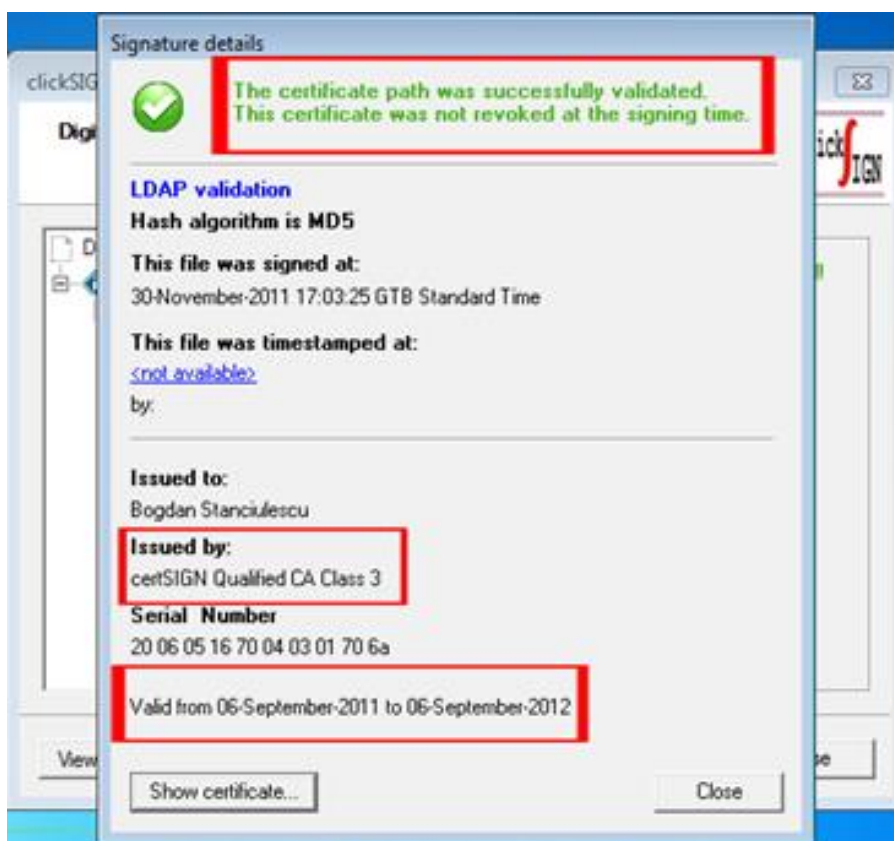 Signature details
clickSIG
The certificate path was successfully validated.
This certificate was not revoked at the signing time.
Digi
ick
IGN
LDAP validation
Hash algorithm is MD5
D
This file was signed at:
30-November-2011 17:03:25 GTB Standard Time
This file was timestamped at:
<not available>
by:
Issued to:
Bogdan Stanciulescu
Issued by:
certSIGN Qualified CA Class 3
Serial Number
20 06 05 16 70 04 03 01 70 6a
Valid from 06-September-2011 to 06-September-2012
View
se
Show certificate...
Close